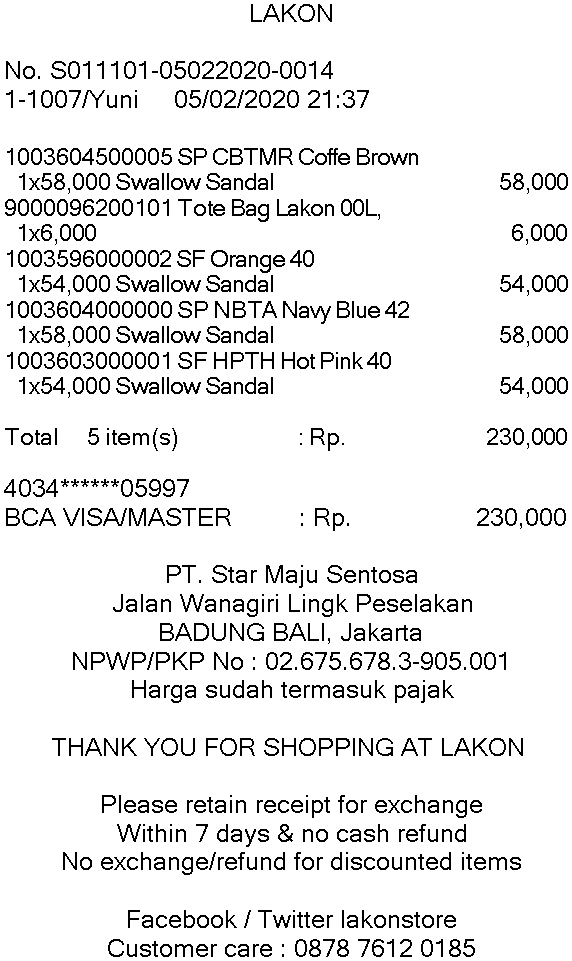 LAKON
No. S011101-05022020-0014
1-1007/Yuni 05/02/2020 21:37
1003604500005 SP CBTMR Coffe Brown
1x58,000 Swallow Sandal 58,000
9000096200101 Tote Bag Lakon 00L,
1x6,000 6,000
1003596000002 SF Orange 40
1x54,000 Swallow Sandal 54,000
1003604000000 SP NBTA Navy Blue 42
1x58,000 Swallow Sandal 58,000
1003603000001 SF HPTH Hot Pink 40
1x54,000 Swallow Sandal 54,000
Total 5 item(s) : Rp. 230,000
4034******05997
BCA VISA/MASTER : Rp. 230,000
PT. Star Maju Sentosa
Jalan Wanagiri Lingk Peselakan
BADUNG BALI, Jakarta
NPWP/PKP No : 02.675.678.3-905.001
Harga sudah termasuk pajak
THANK YOU FOR SHOPPING AT LAKON
Please retain receipt for exchange
Within 7 days & no cash refund
No exchange/refund for discounted items
Facebook / Twitter lakonstore
Customer care : 0878 7612 0185